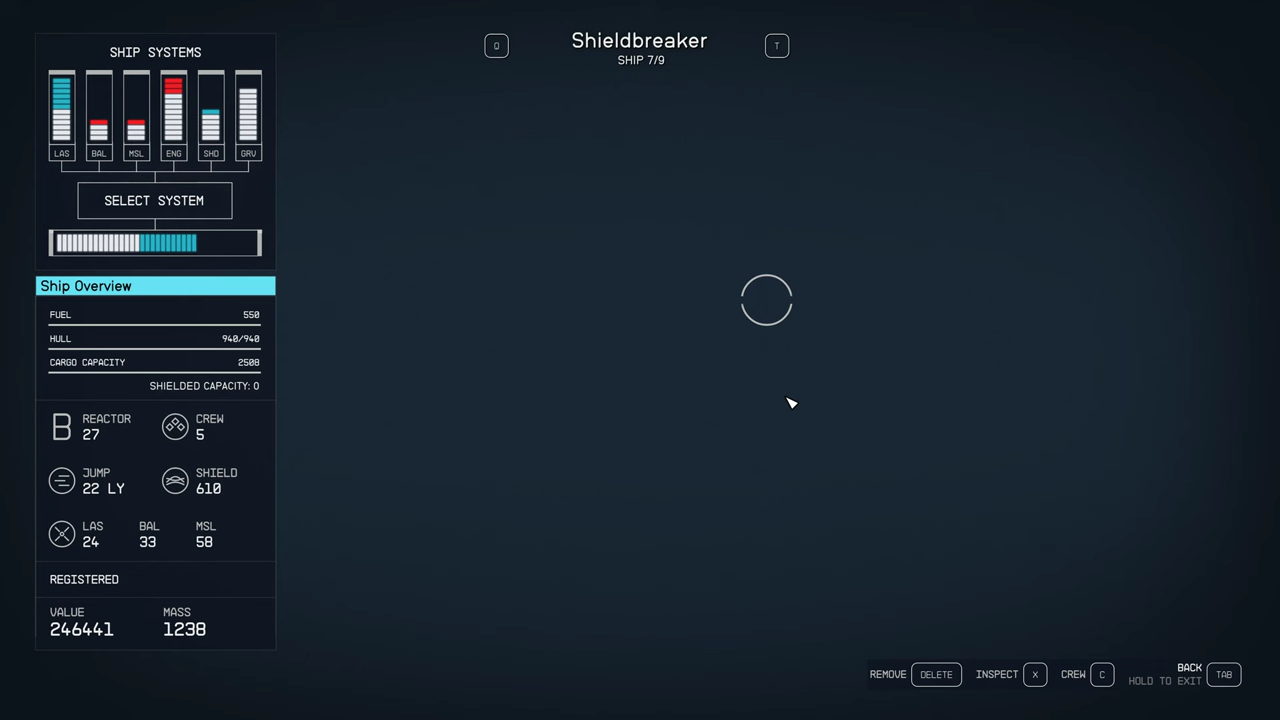 SHIP SYSTEMS
LAS BAL MSL ENG SHD GRV
SELECT SYSTEM
Q Shieldbreaker T
SHIP 7/9
Ship Overview
FUEL 550
HULL 940/940
CARGO CAPACITY 2508
SHIELDED CAPACITY: 0
B REACTOR 27
CREW 5
JUMP 22 LY
SHIELD 610
LAS 24
BAL 33
MSL 58
REGISTERED
VALUE 246441
MASS 1238
REMOVE DELETE INSPECT X CREW C BACK TAB
HOLD TO EXIT